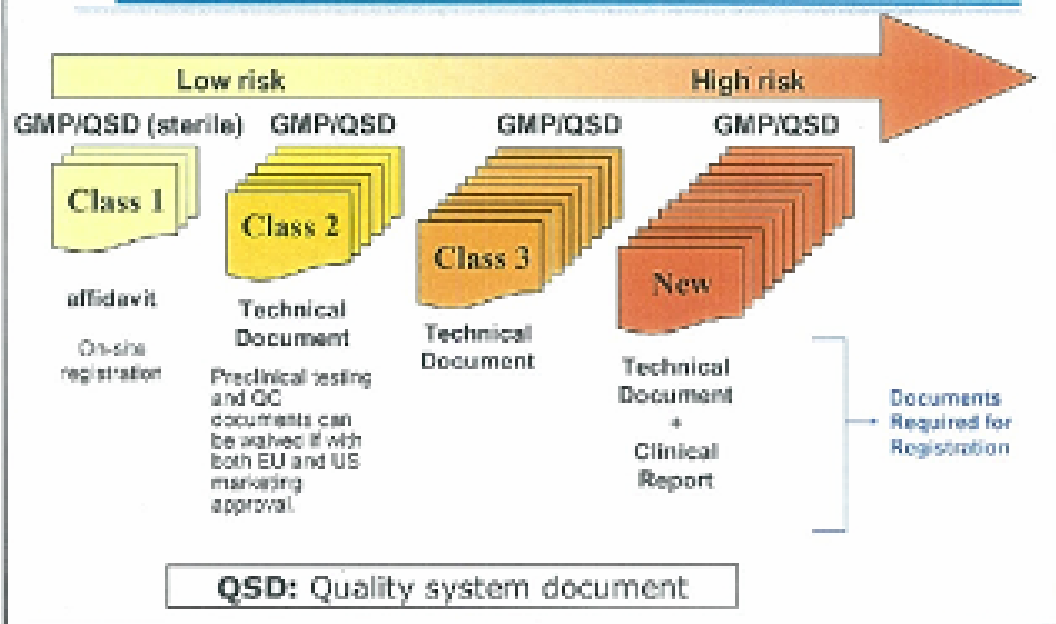 Low risk
High risk
GMP/QSD (sterile)
GMP/QSD
GMP/QSD
GMP/QSD
Class 1
Class 2
Class 3
New
affidavit
On-site
registration
Technical
Document
Preclinical testing
and QC
documents can
be waived if with
both EU and US
marketing
approval.
Technical
Document
Technical
Document
+
Clinical
Report
Documents
Required for
Registration
QSD: Quality system document